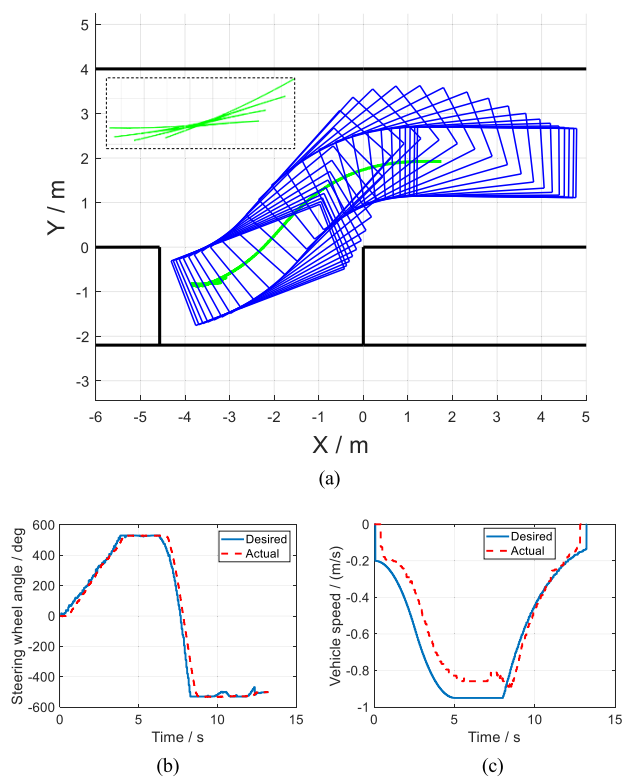 5
4
3
2
1
0
-1
-2
-3
Y / m
-6 -5 -4 -3 -2 -1 0 1 2 3 4 5
X / m
(a)
600
400
200
0
-200
-400
-600
Steering wheel angle / deg
Desired
Actual
0 5 10 15
Time / s
(b)
0
-0.2
-0.4
-0.6
-0.8
-1
Vehicle speed / (m/s)
Desired
Actual
0 5 10 15
Time / s
(c)